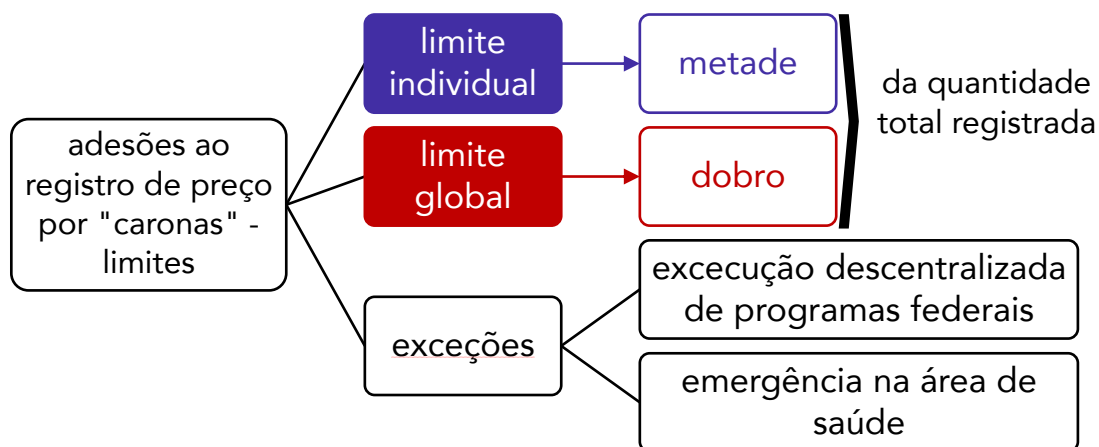 adesões ao
registro de preço
por "caronas" -
limites
limite
individual
metade
limite
global
dobro
da quantidade
total registrada
exceções
excecução descentralizada
de programas federais
emergência na área de
saúde